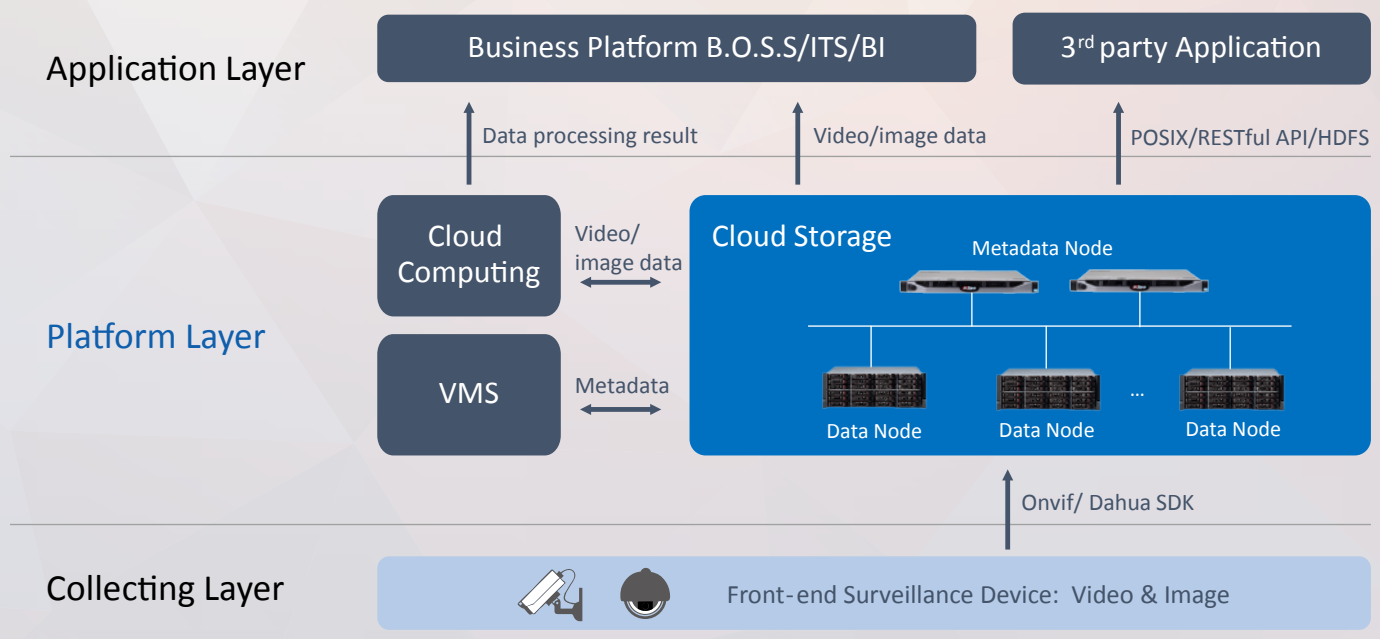 Application Layer
Business Platform B.O.S.S/ITS/BI
3rd party Application
Data processing result
Video/image data
POSIX/RESTful API/HDFS
Platform Layer
Cloud
Computing
Video/
image data
Cloud Storage
Metadata Node
VMS
Metadata
...
Data Node
Data Node
Data Node
Onvif/ Dahua SDK
Collecting Layer
Front-end Surveillance Device: Video & Image